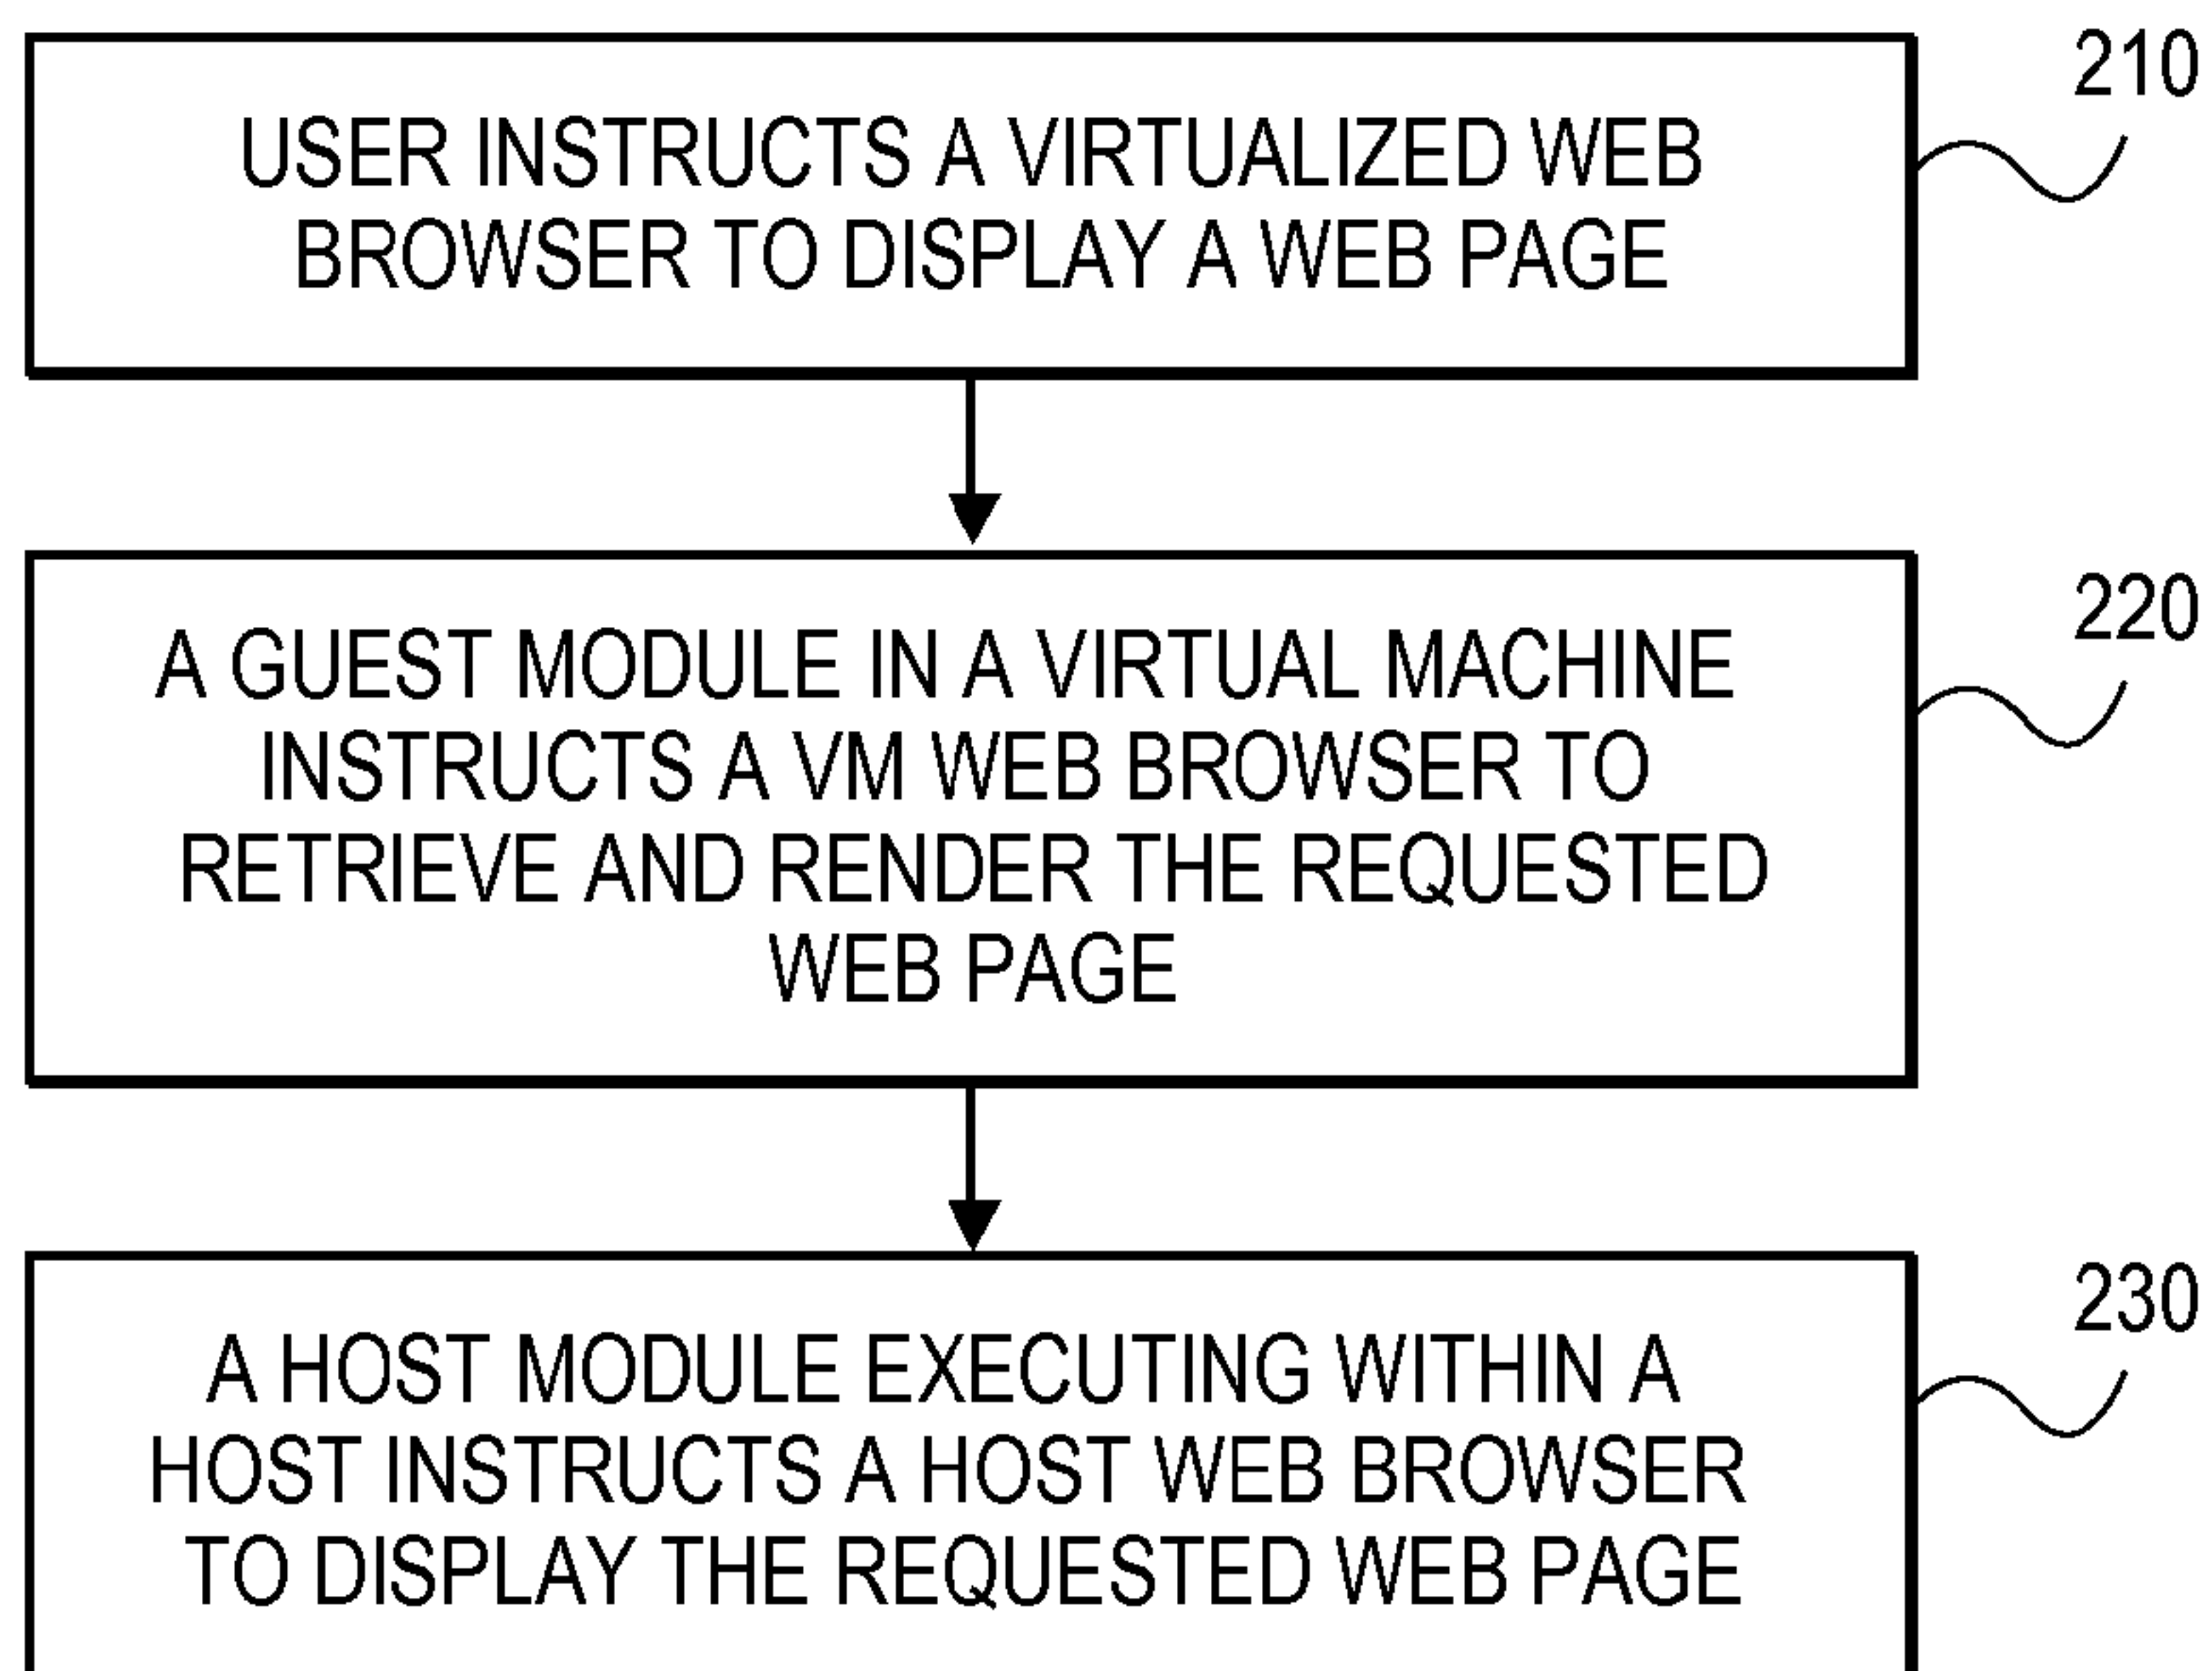 210
USER INSTRUCTS A VIRTUALIZED WEB
BROWSER TO DISPLAY A WEB PAGE
220
A GUEST MODULE IN A VIRTUAL MACHINE
INSTRUCTS A VM WEB BROWSER TO
RETRIEVE AND RENDER THE REQUESTED
WEB PAGE
230
A HOST MODULE EXECUTING WITHIN A
HOST INSTRUCTS A HOST WEB BROWSER
TO DISPLAY THE REQUESTED WEB PAGE